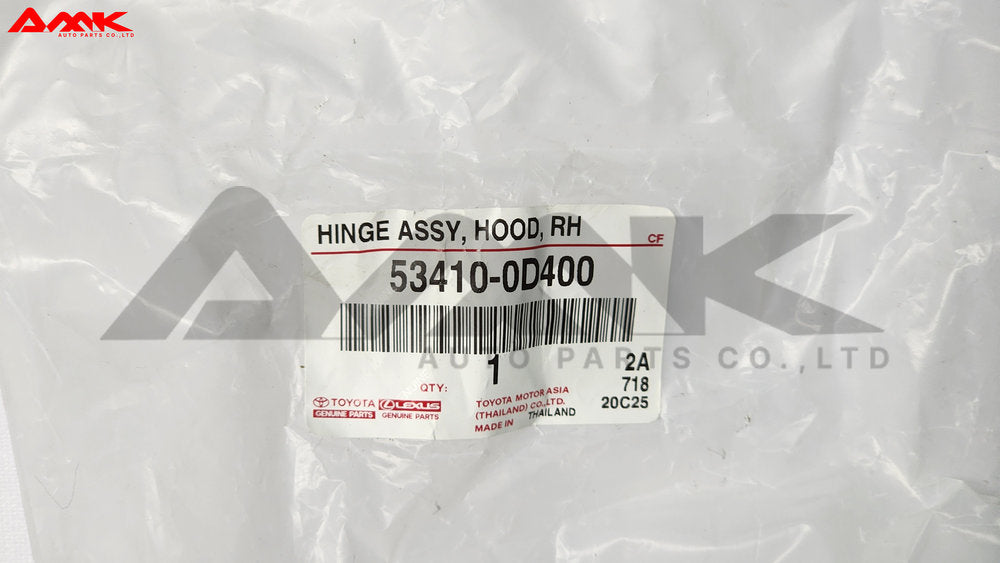 AMK
AUTO PARTS CO.,LTD
HINGE ASSY, HOOD, RH
CF
53410-0D400
AMK
AUTO PARTS CO.,LTD
QTY: 1
2A
718
20C25
TOYOTA
GENUINE PARTS
LEXUS
GENUINE PARTS
TOYOTA MOTOR ASIA
(THAILAND) CO.,LTD.
MADE IN THAILAND